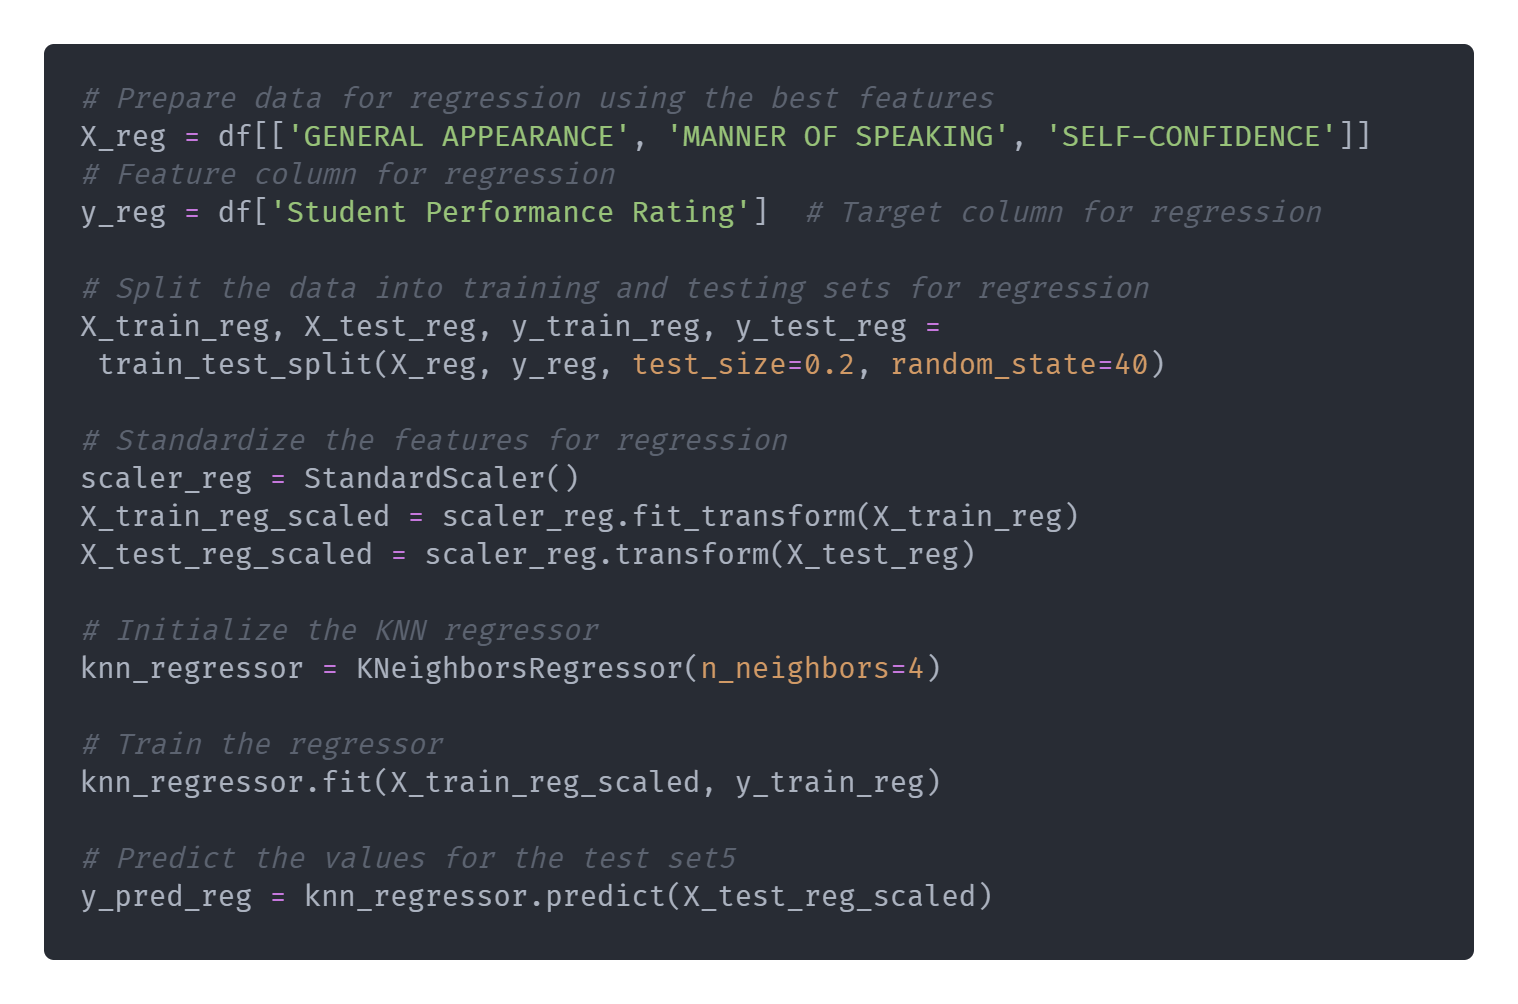 # Prepare data for regression using the best features
X_reg = df[['GENERAL APPEARANCE', 'MANNER OF SPEAKING', 'SELF-CONFIDENCE']]
# Feature column for regression
y_reg = df['Student Performance Rating']  # Target column for regression
# Split the data into training and testing sets for regression
X_train_reg, X_test_reg, y_train_reg, y_test_reg =
 train_test_split(X_reg, y_reg, test_size=0.2, random_state=40)
# Standardize the features for regression
scaler_reg = StandardScaler()
X_train_reg_scaled = scaler_reg.fit_transform(X_train_reg)
X_test_reg_scaled = scaler_reg.transform(X_test_reg)
# Initialize the KNN regressor
knn_regressor = KNeighborsRegressor(n_neighbors=4)
# Train the regressor
knn_regressor.fit(X_train_reg_scaled, y_train_reg)
# Predict the values for the test set5
y_pred_reg = knn_regressor.predict(X_test_reg_scaled)